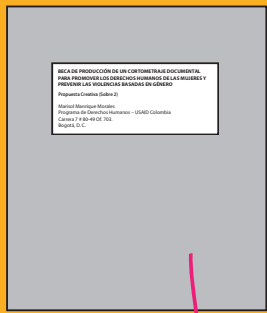 BECA DE PRODUCCIÓN DE UN CORTOMETRAJE DOCUMENTAL
PARA PROMOVER LOS DERECHOS HUMANOS DE LAS MUJERES Y
PREVENIR LAS VIOLENCIAS BASADAS EN GÉNERO
Propuesta Creativa (Sobre 2)
Marisol Manrique Morales
Programa de Derechos Humanos – USAID Colombia
Carrera 7 # 80-49 Of. 703.
Bogotá, D. C.